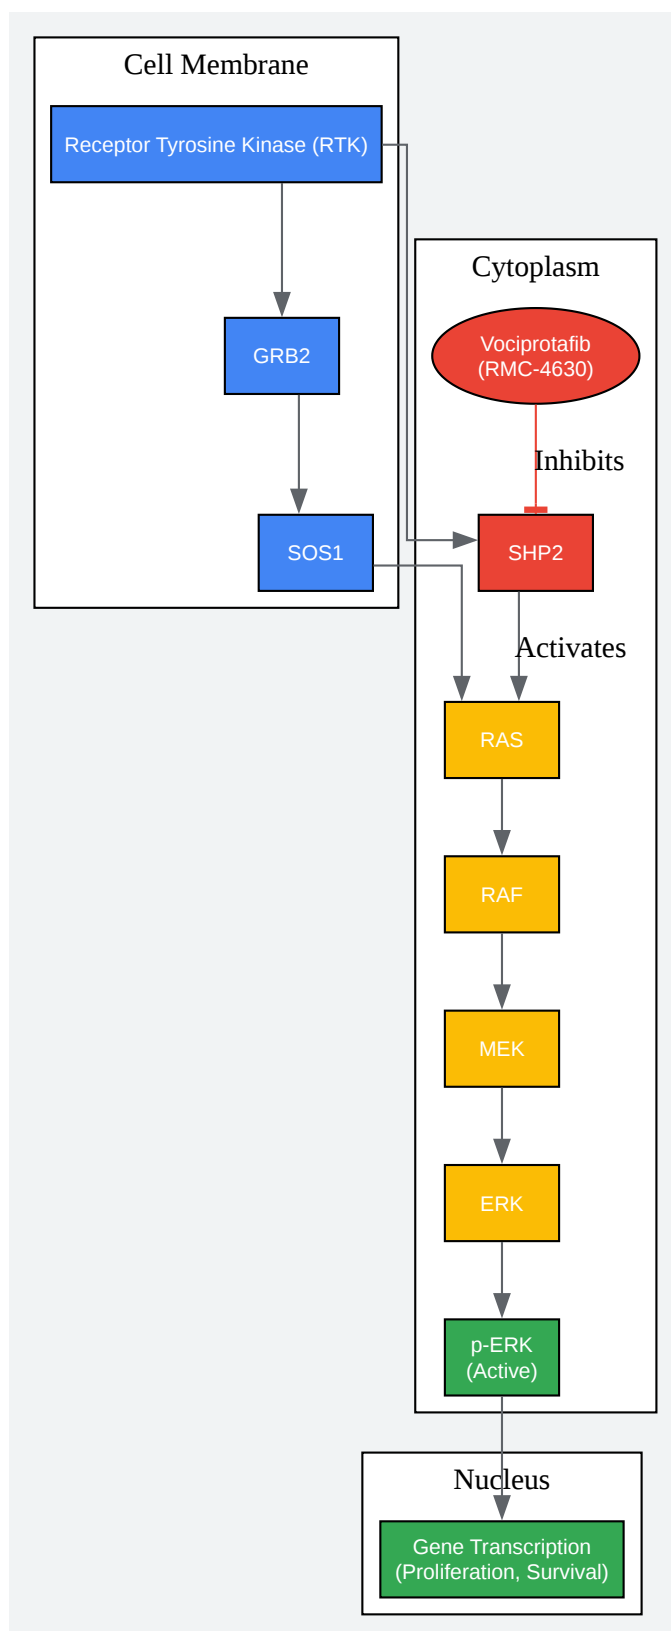 Cell Membrane
Receptor Tyrosine Kinase (RTK)
Cytoplasm
GRB2
Vociprotafib
(RMC-4630)
Inhibits
SOS1
SHP2
Activates
RAS
RAF
MEK
ERK
p-ERK
(Active)
Nucleus
Gene Transcription
(Proliferation, Survival)